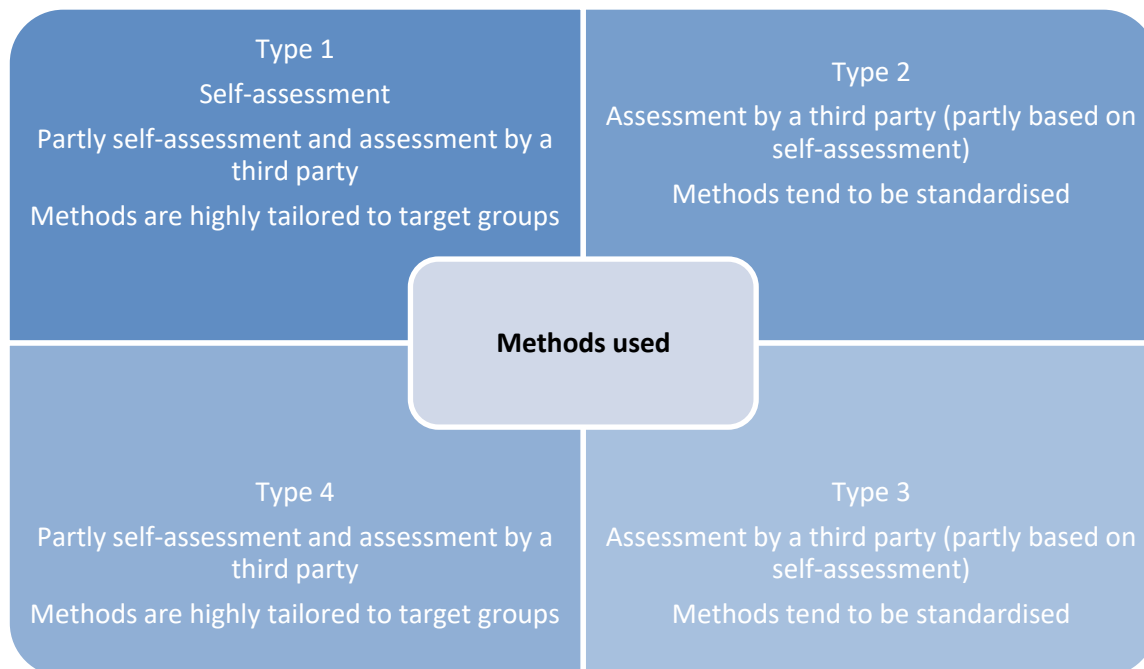 Type 1
Self-assessment
Partly self-assessment and assessment by a
third party
Methods are highly tailored to target groups
Type 2
Assessment by a third party (partly based on
self-assessment)
Methods tend to be standardised
Methods used
Type 4
Partly self-assessment and assessment by a
third party
Methods are highly tailored to target groups
Type 3
Assessment by a third party (partly based on
self-assessment)
Methods tend to be standardised